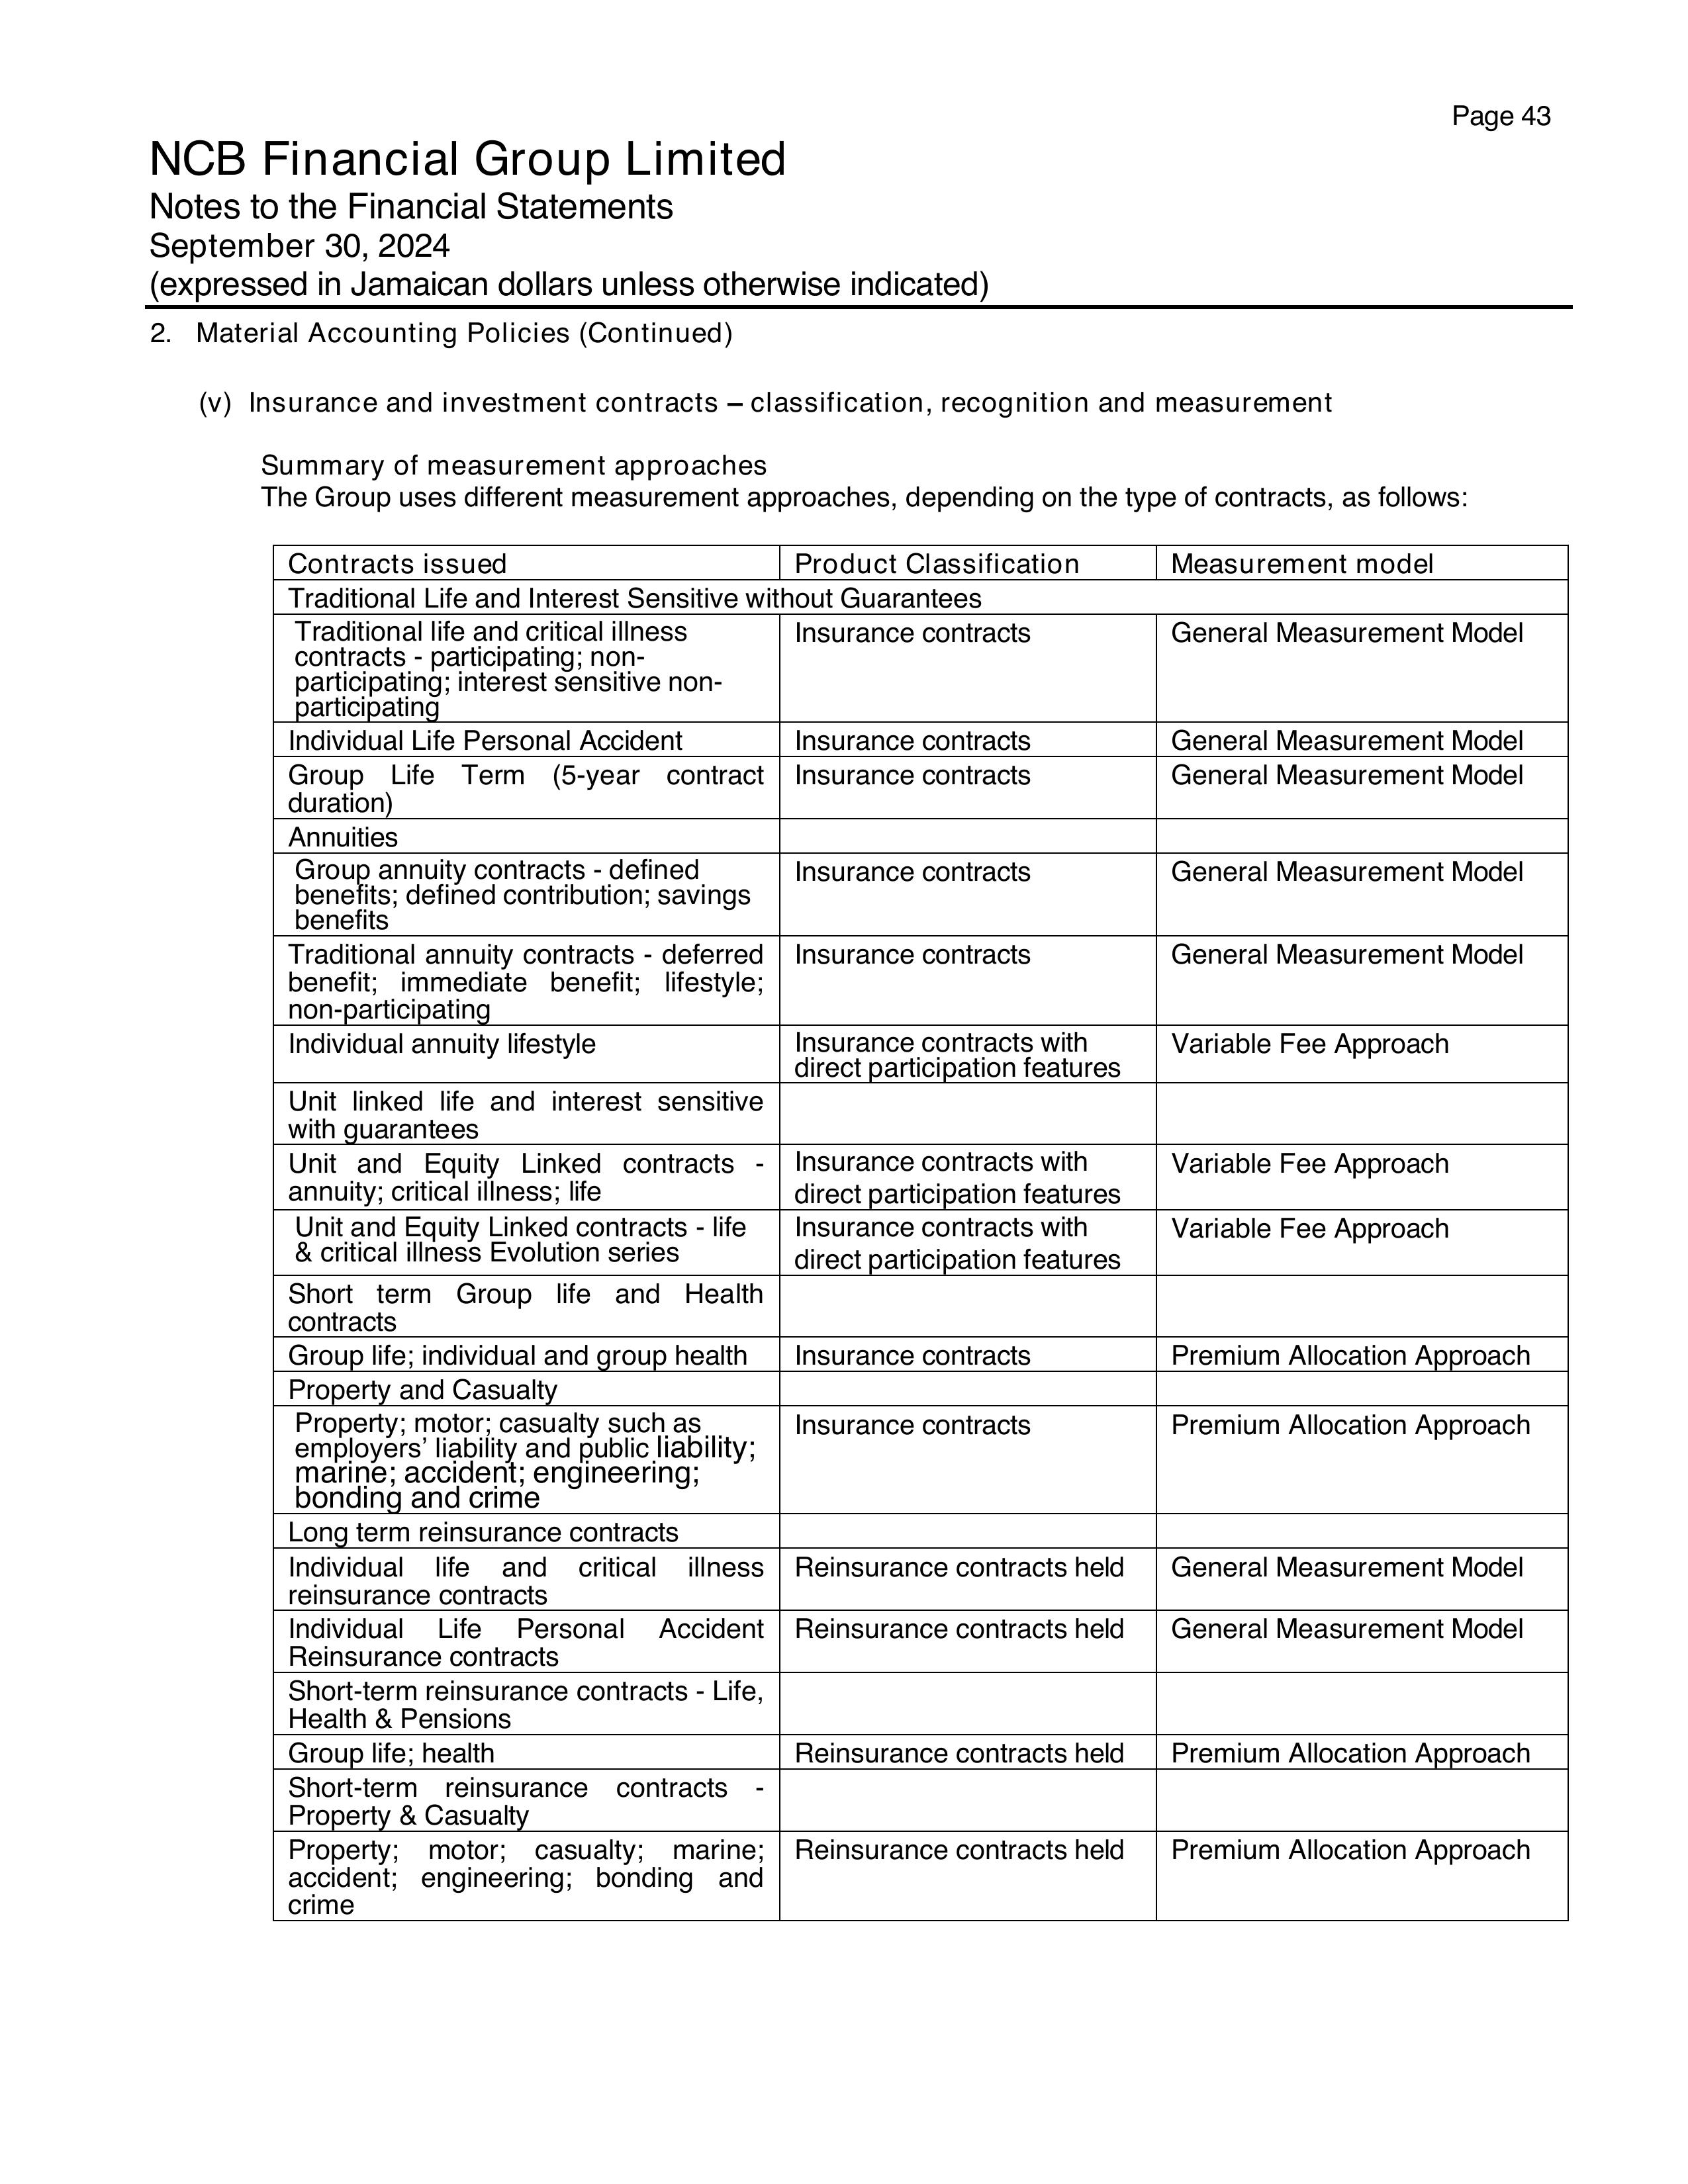 Page 43
NCB Financial Group Limited
Notes to the Financial Statements
September 30, 2024
(expressed in Jamaican dollars unless otherwise indicated)
2. Material Accounting Policies (Continued)
(v) Insurance and investment contracts – classification, recognition and measurement
Summary of measurement approaches
The Group uses different measurement approaches, depending on the type of contracts, as follows:
Contracts issued Product Classification Measurement model
Traditional Life and Interest Sensitive without Guarantees
Traditional life and critical illness Insurance contracts General Measurement Model
contracts - participating; non-
participating; interest sensitive non-
participating
Individual Life Personal Accident Insurance contracts General Measurement Model
Group Life Term (5-year contract Insurance contracts General Measurement Model
duration)
Annuities
Group annuity contracts - defined Insurance contracts General Measurement Model
benefits; defined contribution; savings
benefits
Traditional annuity contracts - deferred Insurance contracts General Measurement Model
benefit; immediate benefit; lifestyle;
non-participating
Individual annuity lifestyle Insurance contracts with Variable Fee Approach
direct participation features
Unit linked life and interest sensitive
with guarantees
Unit and Equity Linked contracts - Insurance contracts with Variable Fee Approach
annuity; critical illness; life direct participation features
Unit and Equity Linked contracts - life Insurance contracts with Variable Fee Approach
& critical illness Evolution series direct participation features
Short term Group life and Health
contracts
Group life; individual and group health Insurance contracts Premium Allocation Approach
Property and Casualty
Property; motor; casualty such as Insurance contracts Premium Allocation Approach
employers’ liability and public liability;
marine; accident; engineering;
bonding and crime
Long term reinsurance contracts
Individual life and critical illness Reinsurance contracts held General Measurement Model
reinsurance contracts
Individual Life Personal Accident Reinsurance contracts held General Measurement Model
Reinsurance contracts
Short-term reinsurance contracts - Life,
Health & Pensions
Group life; health Reinsurance contracts held Premium Allocation Approach
Short-term reinsurance contracts -
Property & Casualty
Property; motor; casualty; marine; Reinsurance contracts held Premium Allocation Approach
accident; engineering; bonding and
crime